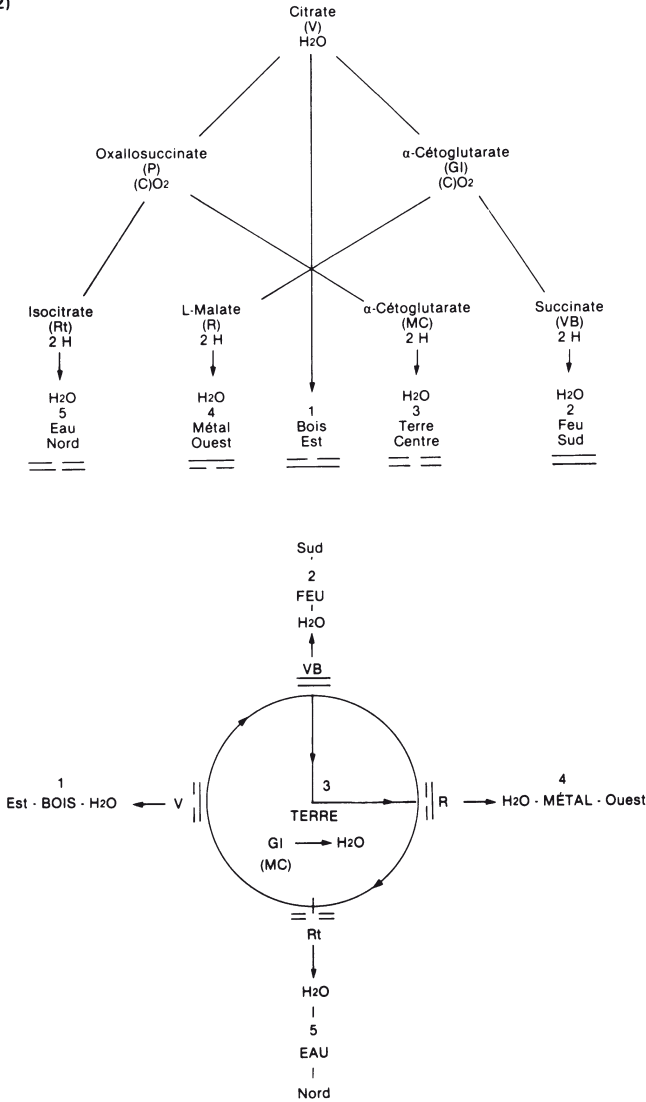 2)
Citrate
(V)
H2O
Oxallosuccinate
(P)
(C)O2
α-Cétoglutarate
(GI)
(C)O2
Isocitrate
(Rt)
2 H
L-Malate
(R)
2 H
α-Cétoglutarate
(MC)
2 H
Succinate
(VB)
2 H
H2O
5
Eau
Nord
H2O
4
Métal
Ouest
1
Bois
Est
H2O
3
Terre
Centre
H2O
2
Feu
Sud
Sud
2
FEU
H2O
VB
1
Est - BOIS - H2O
V
3
TERRE
GI
H2O
(MC)
R
4
H2O - MÉTAL - Ouest
Rt
H2O
5
EAU
Nord